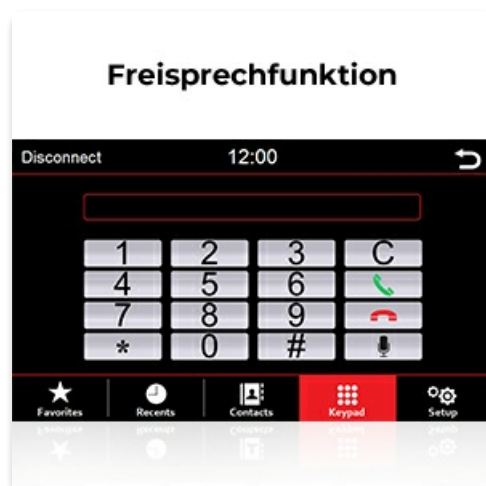 Freisprechfunktion
Disconnect 12:00
1 2 3 C
4 5 6
7 8 9
* 0 #
Favorites Recents Contacts Keypad Setup